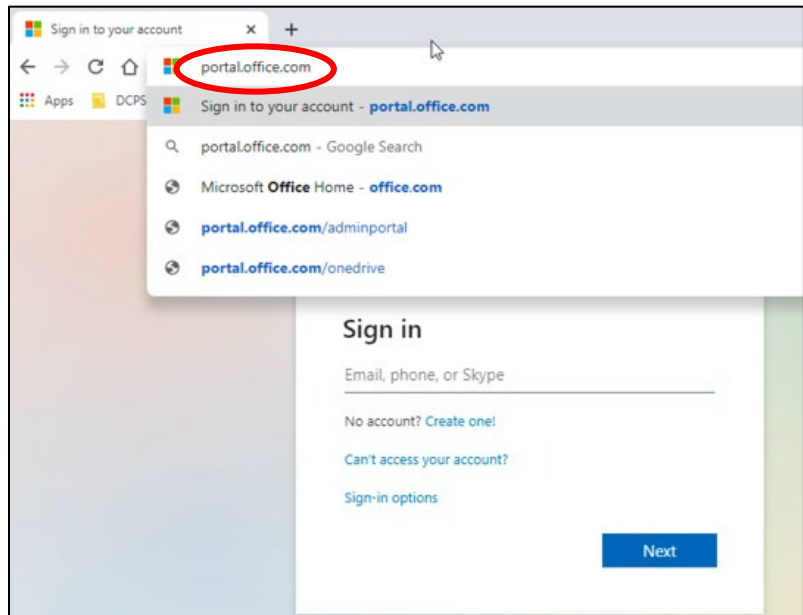 Sign in to your account
portal.office.com
Apps DCPS
Sign in to your account - portal.office.com
portal.office.com - Google Search
Microsoft Office Home - office.com
portal.office.com/adminportal
portal.office.com/onedrive
Sign in
Email, phone, or Skype
No account? Create one!
Can't access your account?
Sign-in options
Next